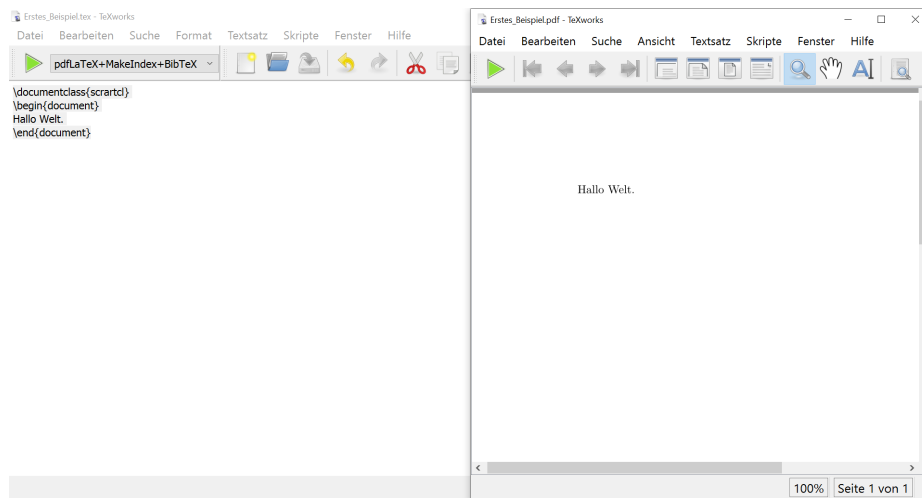 Erstes_Beispiel.tex - TeXworks
Datei Bearbeiten Suche Format Textsatz Skripte Fenster Hilfe
pdfLaTeX+MakeIndex+BibTeX
\documentclass{scrartcl}
\begin{document}
Hallo Welt.
\end{document}
Erstes_Beispiel.pdf - TeXworks
Datei Bearbeiten Suche Ansicht Textsatz Skripte Fenster Hilfe
Hallo Welt.
100% Seite 1 von 1